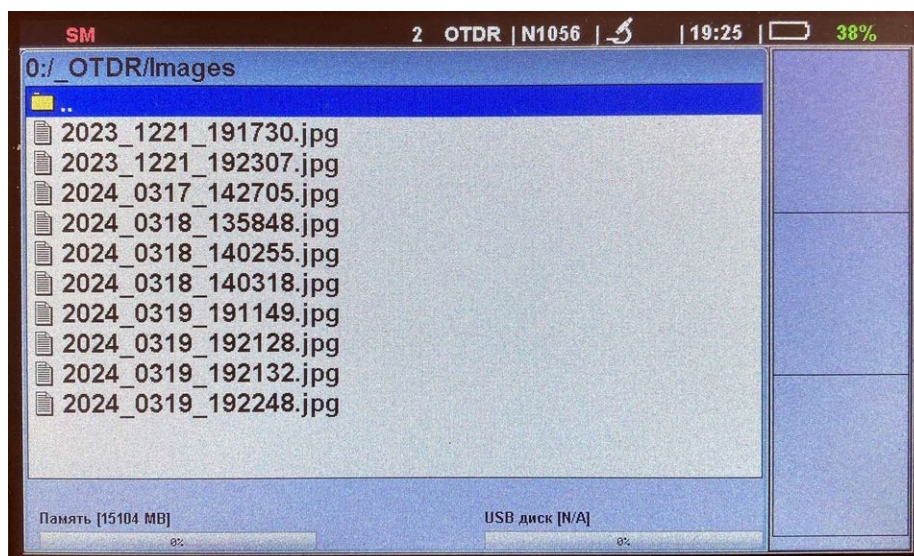 SM 2 OTDR | N1056 | | 19:25 | 38%
0:/_OTDR/Images
..
2023_1221_191730.jpg
2023_1221_192307.jpg
2024_0317_142705.jpg
2024_0318_135848.jpg
2024_0318_140255.jpg
2024_0318_140318.jpg
2024_0319_191149.jpg
2024_0319_192128.jpg
2024_0319_192132.jpg
2024_0319_192248.jpg
Память [15104 MB] USB диск [N/A]
0% 0%